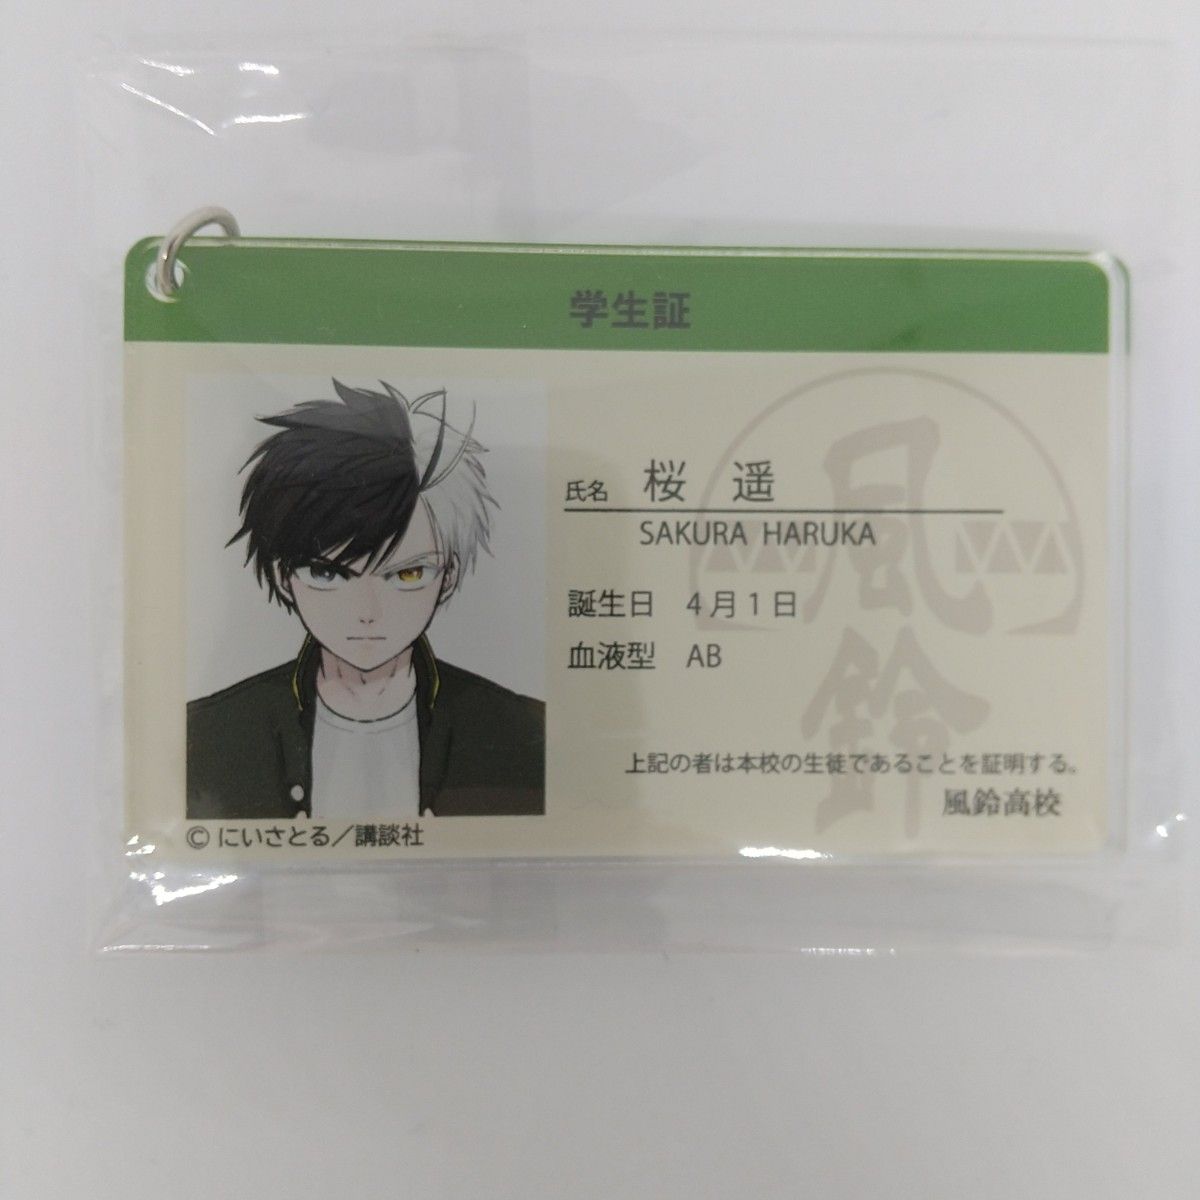 学生証
氏名 桜 遥
SAKURA HARUKA
誕生日 4月1日
血液型 AB
風鈴
上記の者は本校の生徒であることを証明する。
風鈴高校
© にいさとる／講談社